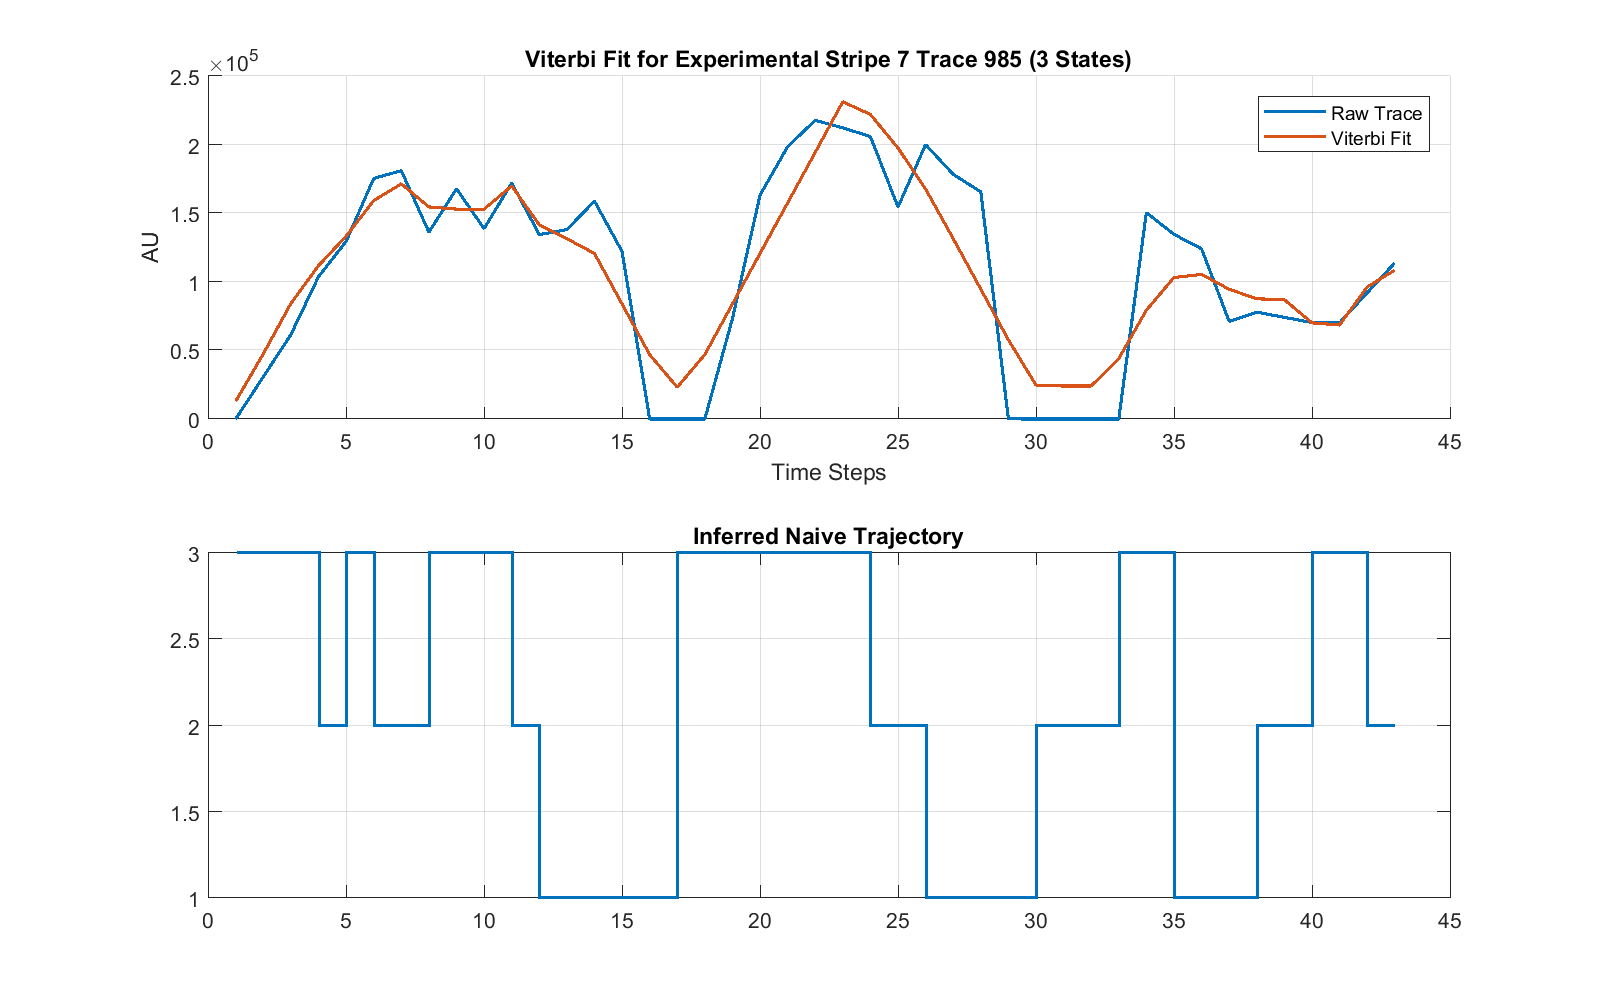 Viterbi Fit for Experimental Stripe 7 Trace 985 (3 States)
×10^5
2.5
2
1.5
1
0.5
0
AU
Raw Trace
Viterbi Fit
0 5 10 15 20 25 30 35 40 45
Time Steps
Inferred Naive Trajectory
3
2.5
2
1.5
1
0 5 10 15 20 25 30 35 40 45